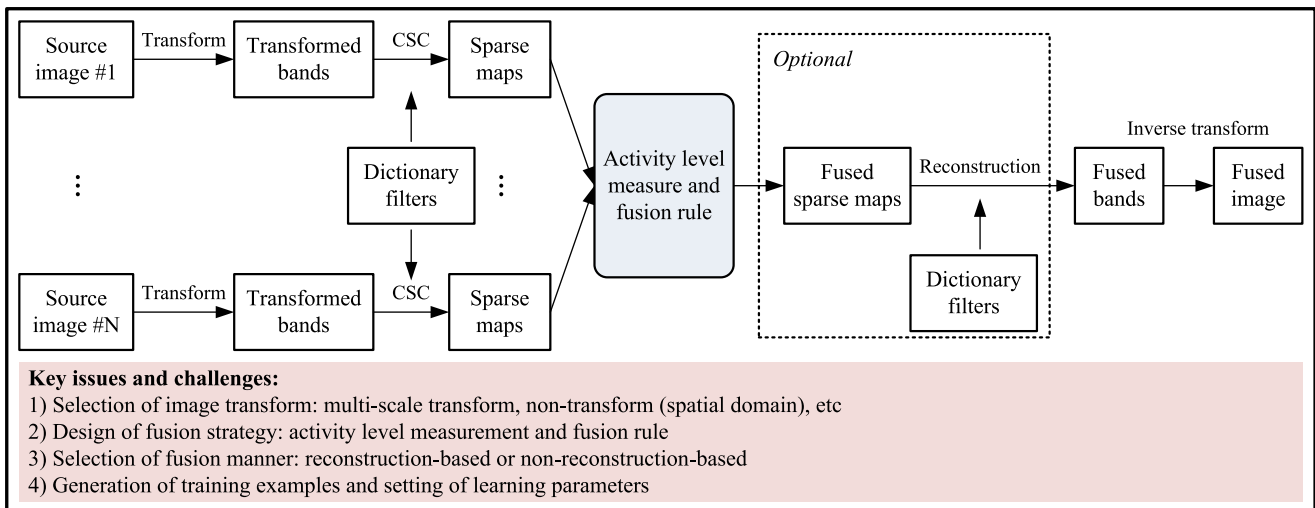 Source
image #1
Transform
Transformed
bands
CSC
Sparse
maps
Dictionary
filters
Source
image #N
Transform
Transformed
bands
CSC
Sparse
maps
Activity level
measure and
fusion rule
Optional
Fused
sparse maps
Reconstruction
Dictionary
filters
Fused
bands
Inverse transform
Fused
image
Key issues and challenges:
1) Selection of image transform: multi-scale transform, non-transform (spatial domain), etc
2) Design of fusion strategy: activity level measurement and fusion rule
3) Selection of fusion manner: reconstruction-based or non-reconstruction-based
4) Generation of training examples and setting of learning parameters